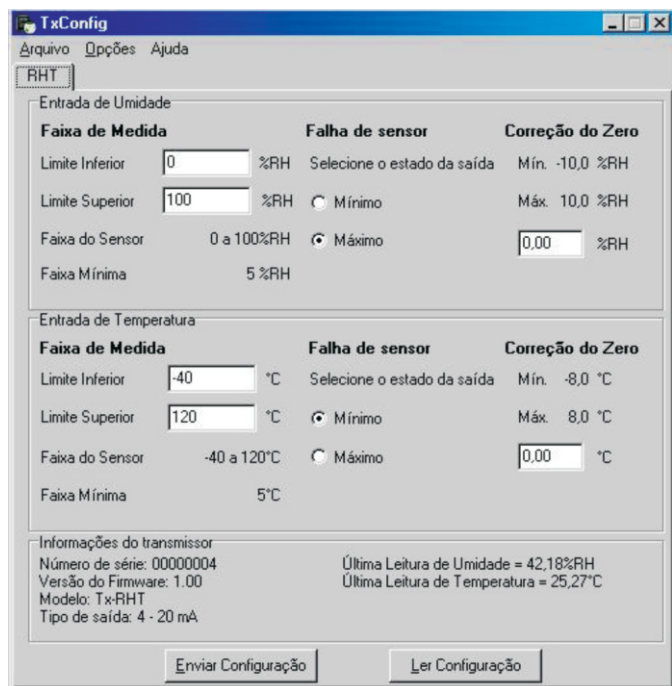 TxConfig
Arquivo Opções Ajuda
RHT
Entrada de Umidade
Faixa de Medida Falha de sensor Correção do Zero
Limite Inferior 0 %RH Selecione o estado da saída Mín. -10,0 %RH
Limite Superior 100 %RH Mínimo Máx. 10,0 %RH
Faixa do Sensor 0 a 100%RH Máximo 0,00 %RH
Faixa Mínima 5 %RH
Entrada de Temperatura
Faixa de Medida Falha de sensor Correção do Zero
Limite Inferior -40 °C Selecione o estado da saída Mín. -8,0 °C
Limite Superior 120 °C Mínimo Máx. 8,0 °C
Faixa do Sensor -40 a 120°C Máximo 0,00 °C
Faixa Mínima 5°C
Informações do transmissor
Número de série: 00000004 Última Leitura de Umidade = 42,18%RH
Versão do Firmware: 1.00 Última Leitura de Temperatura = 25,27°C
Modelo: Tx-RHT
Tipo de saída: 4 - 20 mA
Enviar Configuração Ler Configuração